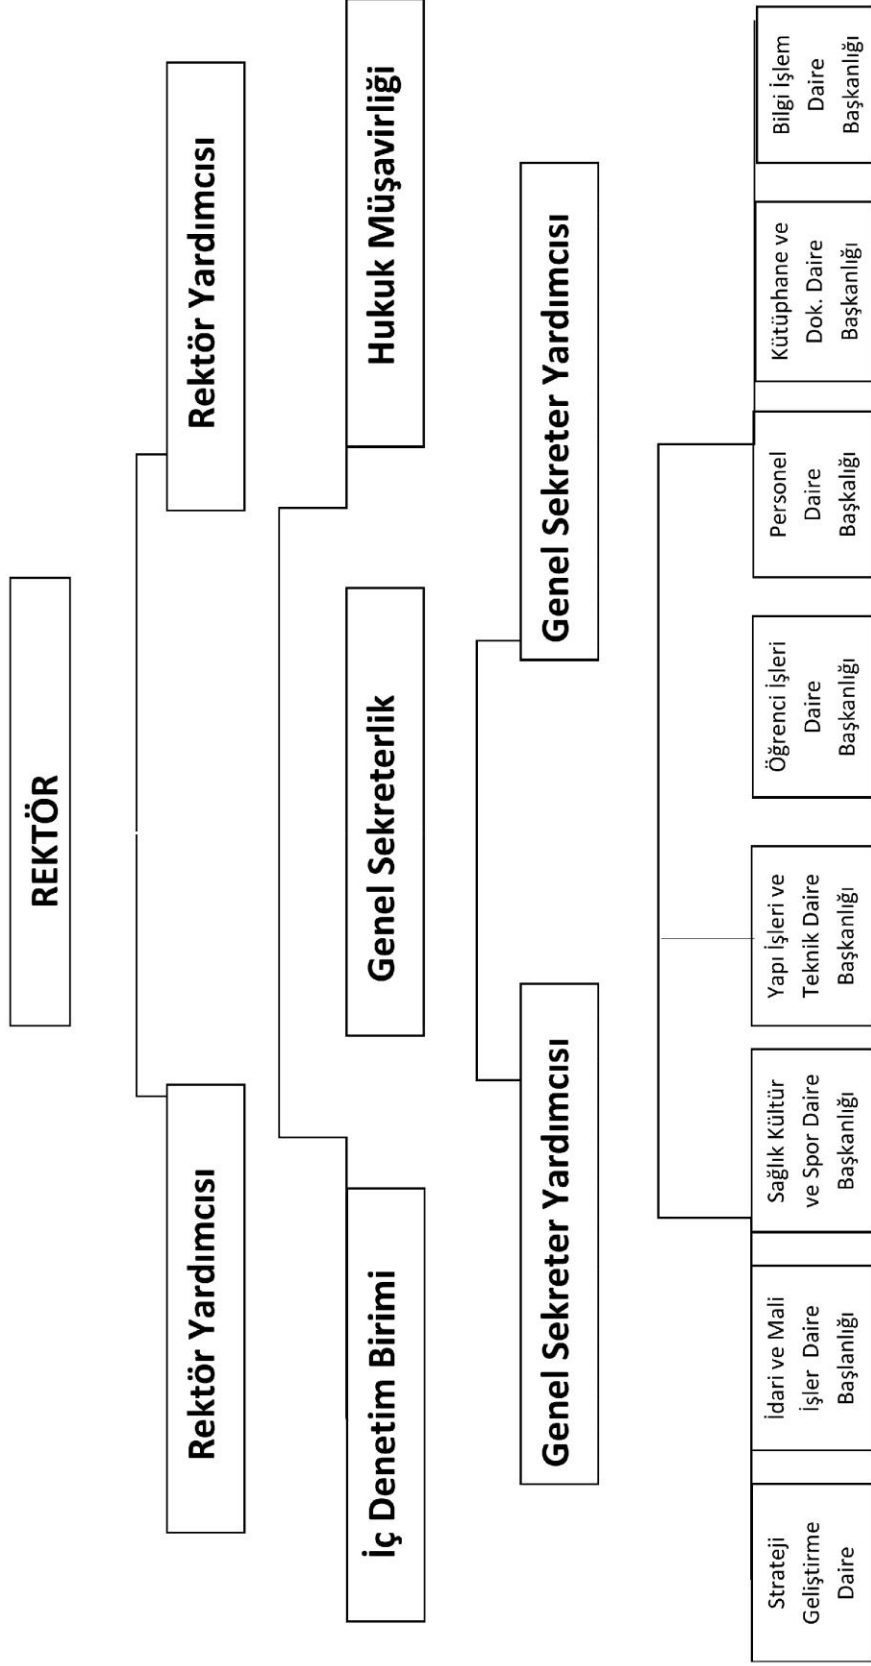 REKTÖR
Rektör Yardımcısı
Rektör Yardımcısı
İç Denetim Birimi
Genel Sekreterlik
Hukuk Müşavirliği
Genel Sekreter Yardımcısı
Genel Sekreter Yardımcısı
Strateji
Geliştirme
Daire
İdari ve Mali
İşler Daire
Başlanlığı
Sağlık Kültür
ve Spor Daire
Başkanlığı
Yapı İşleri ve
Teknik Daire
Başkanlığı
Öğrenci İşleri
Daire
Başkanlığı
Personel
Daire
Başkalığı
Kütüphane ve
Dok. Daire
Başkanlığı
Bilgi İşlem
Daire
Başkanlığı